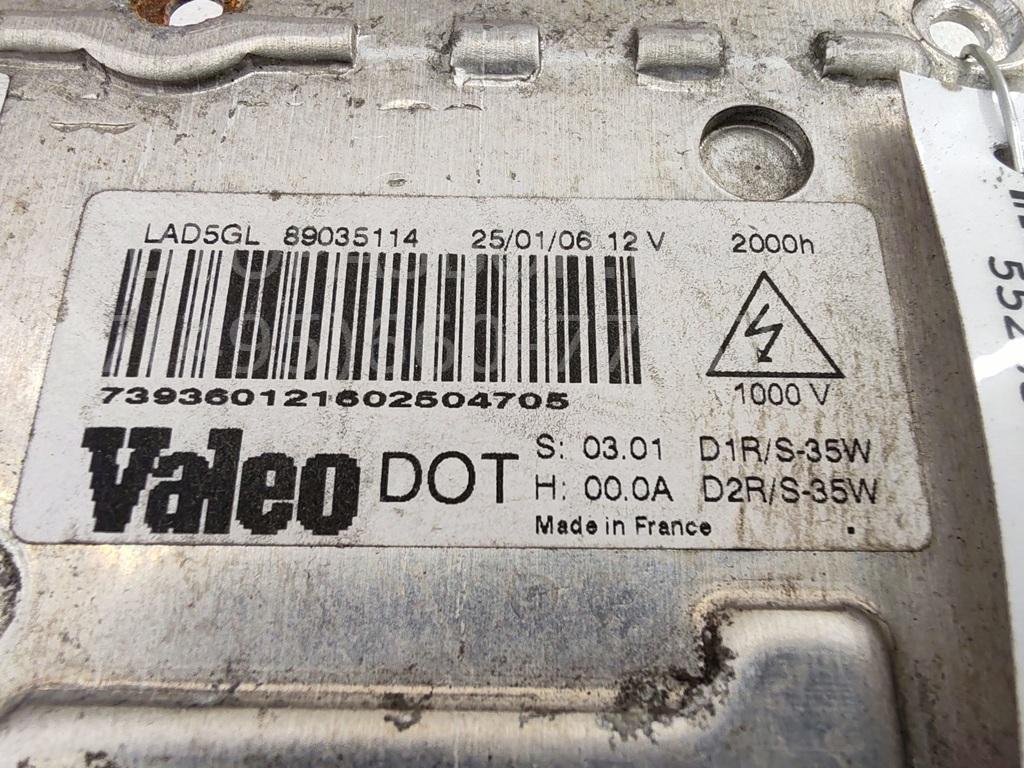 LAD5GL 89035114 25/01/06 12 V 2000h
739360121602504705
1000 V
Valeo DOT
S: 03.01 D1R/S-35W
H: 00.0A D2R/S-35W
Made in France